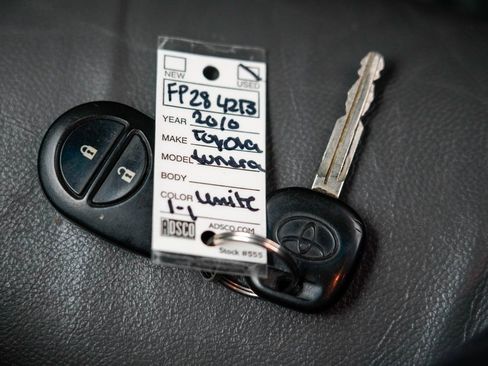 NEW
USED
FP28 42B
YEAR 2010
MAKE Toyota
MODEL Tundra
BODY
COLOR White
1-1
ADSCO
ADSCO.COM
Stock #555